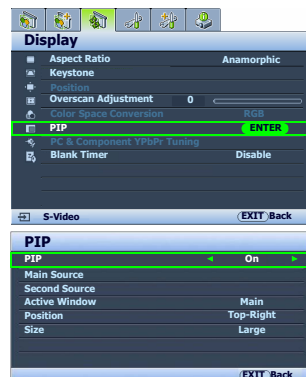 Display
Aspect Ratio Anamorphic
Keystone
Position
Overscan Adjustment 0
Color Space Conversion RGB
PIP ENTER
PC & Component YPbPr Tuning
Blank Timer Disable
S-Video EXIT Back
PIP
PIP On
Main Source
Second Source
Active Window Main
Position Top-Right
Size Large
EXIT Back